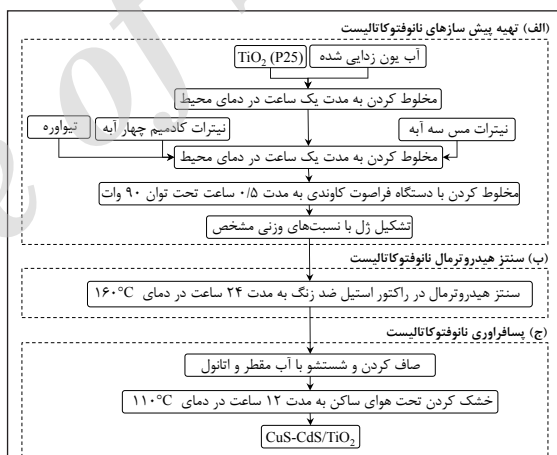 (الف) تهیه پیش سازهای نانوفتوکاتالیست
آب یون زدایی شده
TiO₂ (P25)
مخلوط کردن به مدت یک ساعت در دمای محیط
نیترات مس سه آبه
نیترات کادمیم چهار آبه
تیواوره
مخلوط کردن به مدت یک ساعت در دمای محیط
مخلوط کردن با دستگاه فراصوت کاوندی به مدت ۰/۵ ساعت تحت توان ۹۰ وات
تشکیل ژل با نسبت‌های وزنی مشخص
(ب) سنتز هیدروترمال نانوفتوکاتالیست
سنتز هیدروترمال در راکتور استیل ضد زنگ به مدت ۲۴ ساعت در دمای ۱۶۰°C
(ج) پسافراوری نانوفتوکاتالیست
صاف کردن و شستشو با آب مقطر و اتانول
خشک کردن تحت هوای ساکن به مدت ۱۲ ساعت در دمای ۱۱۰°C
CuS-CdS/TiO₂